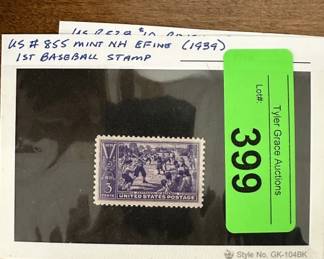 US # 855 MINT NH EFINE (1939)
1ST BASEBALL STAMP
Tyler Grace Auctions
Lot#:
399
3
CENTS
UNITED STATES POSTAGE
Style No. GK-104BK